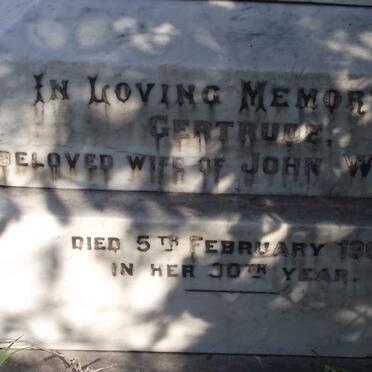 IN LOVING MEMOR
GERTRUDE,
BELOVED WIFE OF JOHN W
DIED 5TH FEBRUARY 19
IN HER 30TH YEAR.